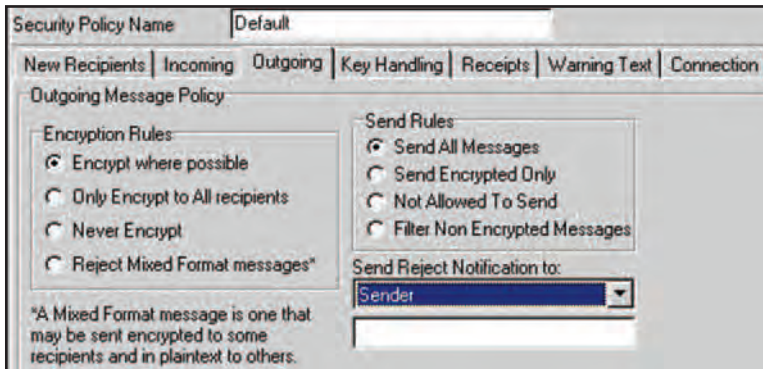 Security Policy Name Default
New Recipients Incoming Outgoing Key Handling Receipts Warning Text Connection
Outgoing Message Policy
Encryption Rules
Encrypt where possible
Only Encrypt to All recipients
Never Encrypt
Reject Mixed Format messages*
*A Mixed Format message is one that
may be sent encrypted to some
recipients and in plaintext to others.
Send Rules
Send All Messages
Send Encrypted Only
Not Allowed To Send
Filter Non Encrypted Messages
Send Reject Notification to:
Sender